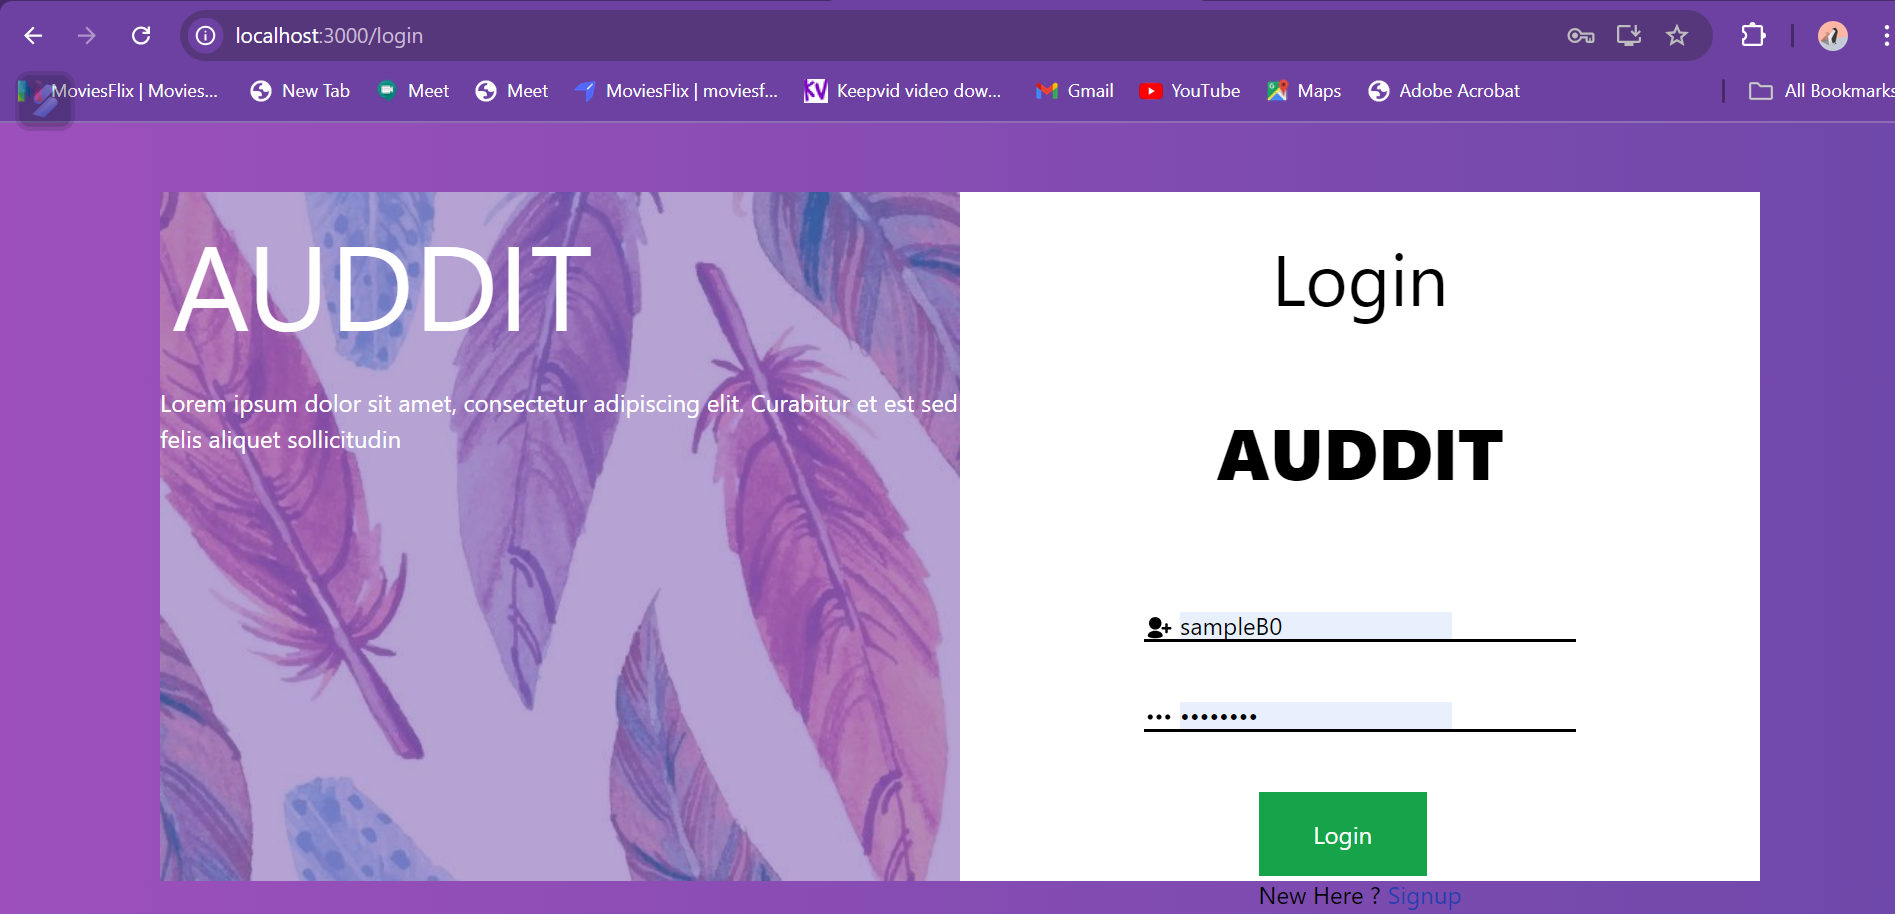 localhost:3000/login
MoviesFlix | Movies... New Tab Meet Meet MoviesFlix | moviesf... KV Keepvid video dow... Gmail YouTube Maps Adobe Acrobat All Bookmarks
AUDDIT
Lorem ipsum dolor sit amet, consectetur adipiscing elit. Curabitur et est sed
felis aliquet sollicitudin
Login
AUDDIT
sampleB0
••••••••
Login
New Here ? Signup